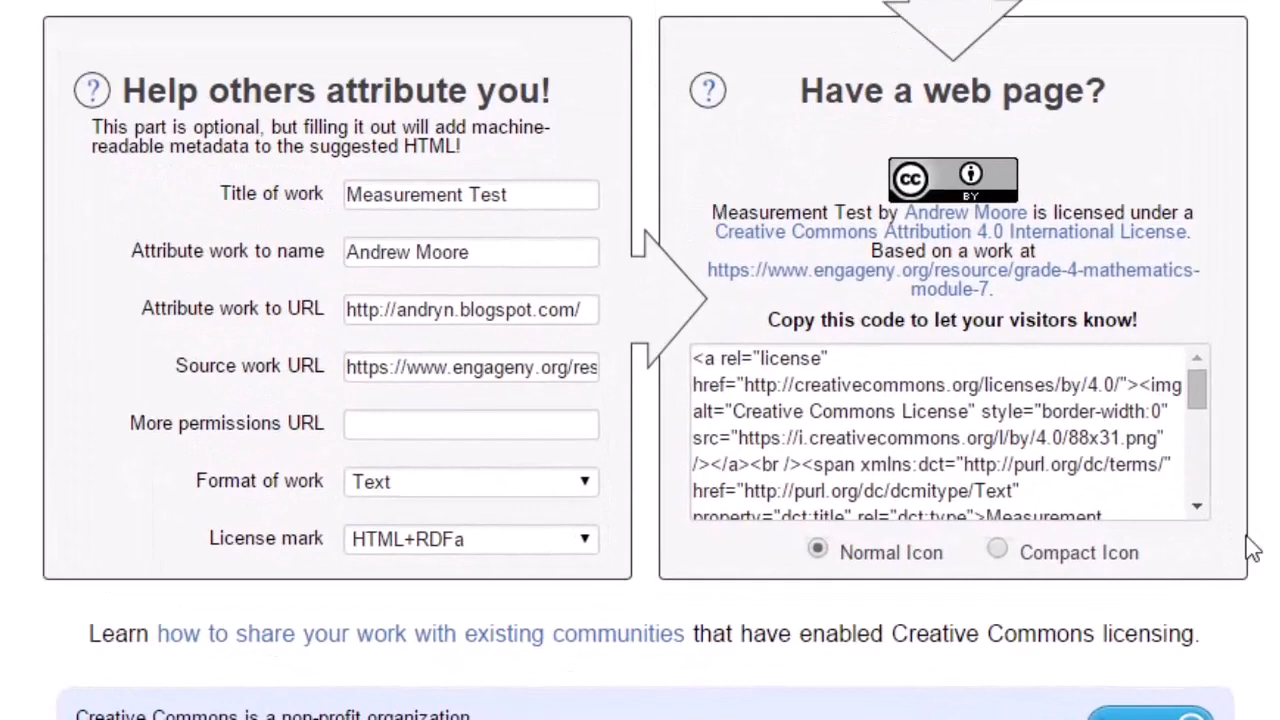 ? Help others attribute you!
This part is optional, but filling it out will add machine-
readable metadata to the suggested HTML!
Title of work Measurement Test
Attribute work to name Andrew Moore
Attribute work to URL http://andryn.blogspot.com/
Source work URL https://www.engageny.org/res
More permissions URL
Format of work Text
License mark HTML+RDFa
? Have a web page?
cc
BY
Measurement Test by Andrew Moore is licensed under a
Creative Commons Attribution 4.0 International License.
Based on a work at
https://www.engageny.org/resource/grade-4-mathematics-
module-7.
Copy this code to let your visitors know!
<a rel="license"
href="http://creativecommons.org/licenses/by/4.0/"><img
alt="Creative Commons License" style="border-width:0"
src="https://i.creativecommons.org/l/by/4.0/88x31.png"
/></a><br /><span xmlns:dct="http://purl.org/dc/terms/"
href="http://purl.org/dc/dcmitype/Text"
property="dct:title" rel="dct:type">Measurement
Normal Icon Compact Icon
Learn how to share your work with existing communities that have enabled Creative Commons licensing.
Creative Commons is a non-profit organization